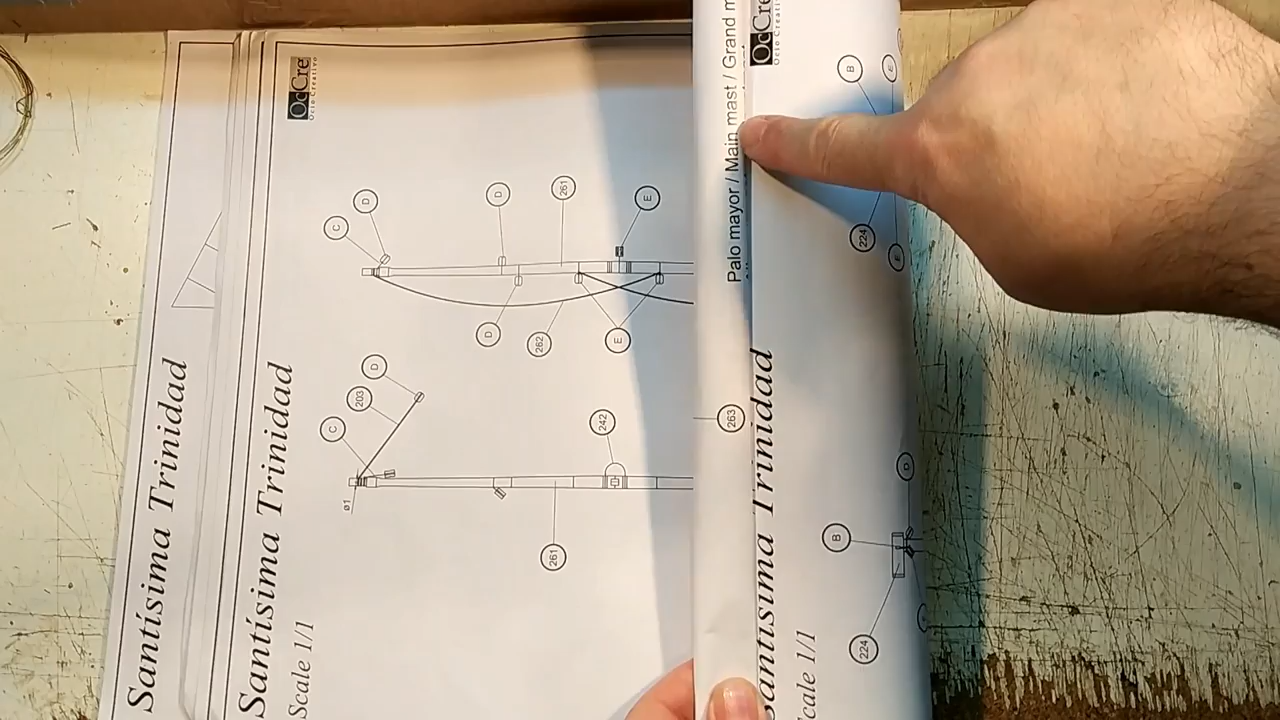 Santísima Trinidad
OcCre
Ocio Creativo
Santísima Trinidad
Scale 1/1
C
D
D
261
E
D
262
E
D
203
C
ø1
242
261
263
Palo mayor / Main mast / Grand m
OcCre
Santísima Trinidad
cale 1/1
B
E
224
E
D
B
224